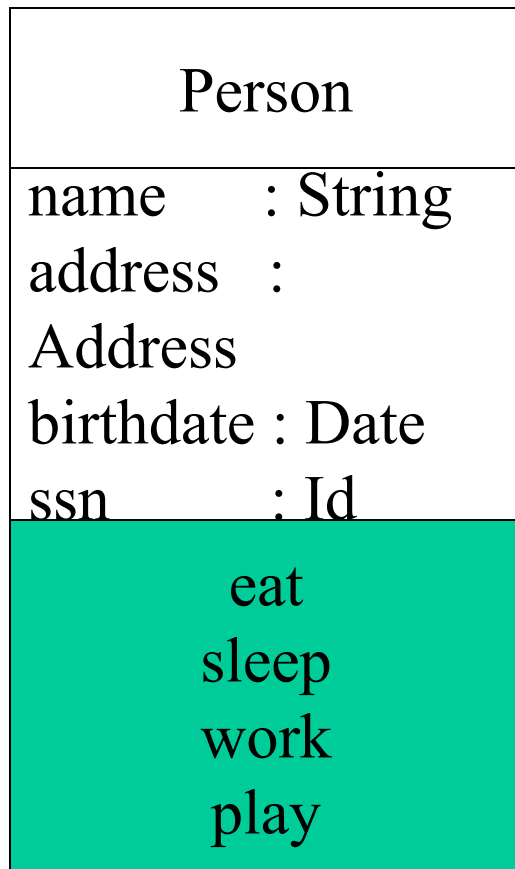 Person
name : String
address :
Address
birthdate : Date
ssn : Id
eat
sleep
work
play